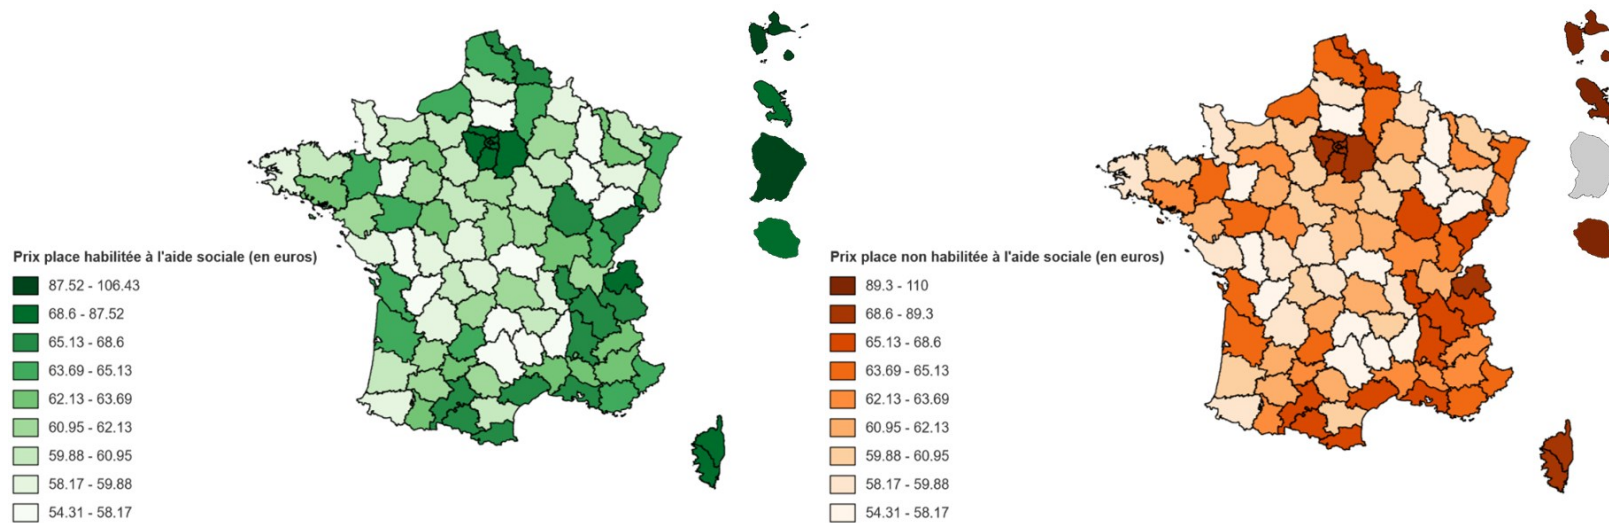 Prix place habilitée à l'aide sociale (en euros)
87.52 - 106.43
68.6 - 87.52
65.13 - 68.6
63.69 - 65.13
62.13 - 63.69
60.95 - 62.13
59.88 - 60.95
58.17 - 59.88
54.31 - 58.17
Prix place non habilitée à l'aide sociale (en euros)
89.3 - 110
68.6 - 89.3
65.13 - 68.6
63.69 - 65.13
62.13 - 63.69
60.95 - 62.13
59.88 - 60.95
58.17 - 59.88
54.31 - 58.17